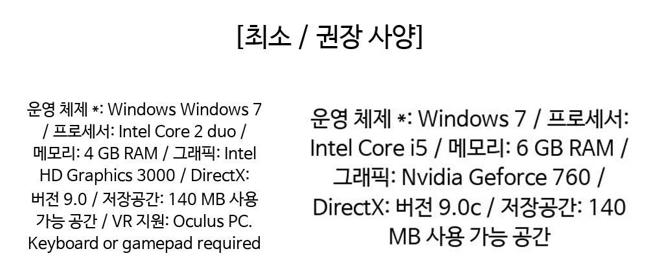 [최소 / 권장 사양]
운영 체제 *: Windows Windows 7
/ 프로세서: Intel Core 2 duo /
메모리: 4 GB RAM / 그래픽: Intel
HD Graphics 3000 / DirectX:
버전 9.0 / 저장공간: 140 MB 사용
가능 공간 / VR 지원: Oculus PC.
Keyboard or gamepad required
운영 체제 *: Windows 7 / 프로세서:
Intel Core i5 / 메모리: 6 GB RAM /
그래픽: Nvidia Geforce 760 /
DirectX: 버전 9.0c / 저장공간: 140
MB 사용 가능 공간